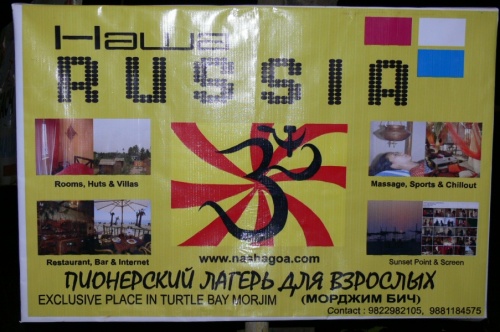 Наша
RUSSIA
Rooms, Huts & Villas
Massage, Sports & Chillout
ॐ
Restaurant, Bar & Internet
www.nashagoa.com
Sunset Point & Screen
ПИОНЕРСКИЙ ЛАГЕРЬ ДЛЯ ВЗРОСЛЫХ
EXCLUSIVE PLACE IN TURTLE BAY MORJIM (МОРДЖИМ БИЧ)
Contact : 9822982105, 9881184575